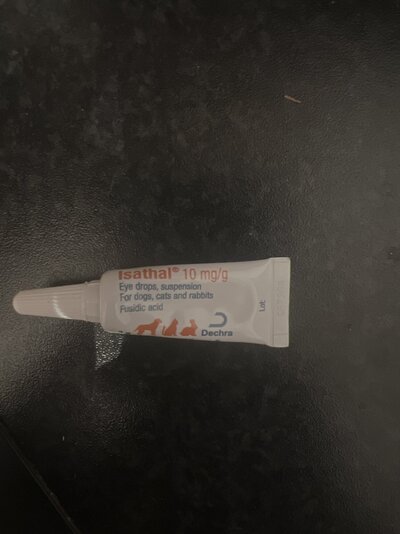 Isathal® 10 mg/g
Eye drops, suspension
For dogs, cats and rabbits
Fusidic acid
Dechra
Lot: